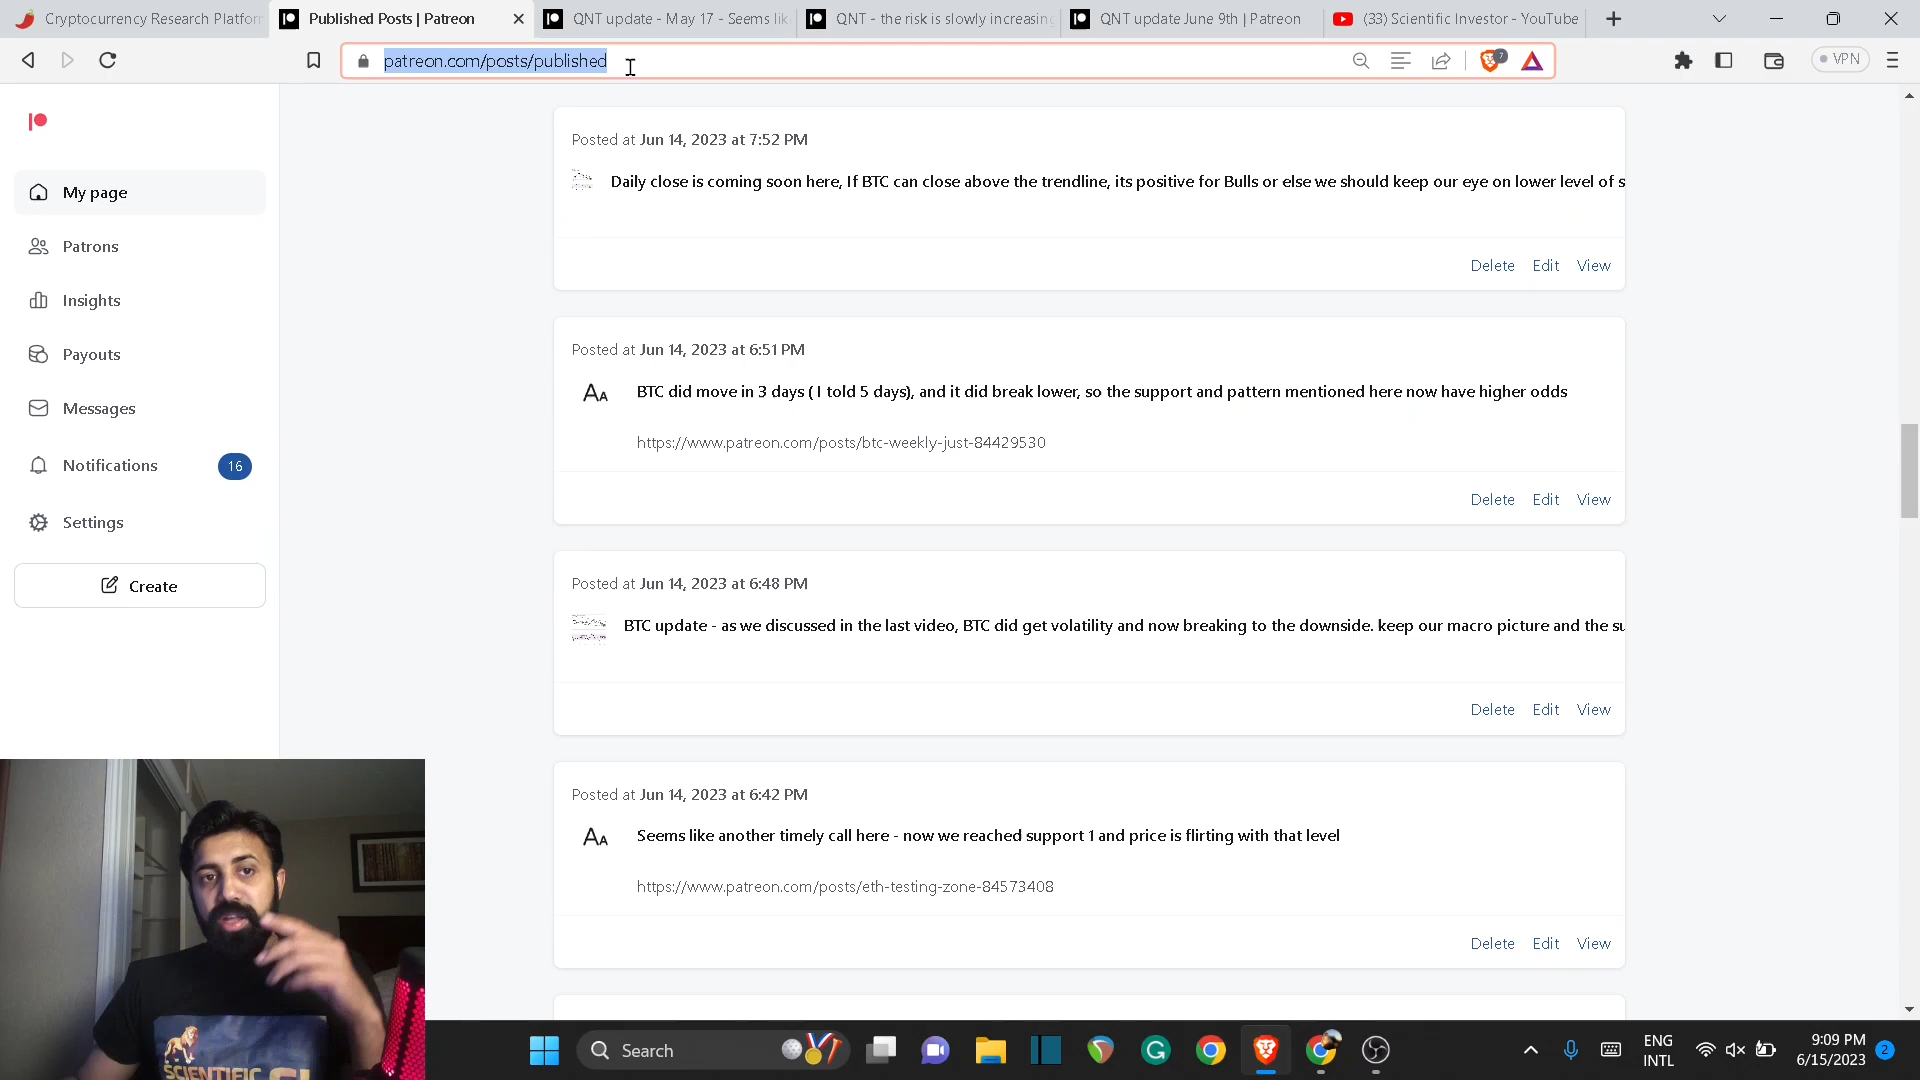 Cryptocurrency Research Platfor
Published Posts | Patreon
QNT update - May 17 - Seems lik
QNT - the risk is slowly increasing
QNT update June 9th | Patreon
(33) Scientific Investor - YouTube
patreon.com/posts/published
7
VPN
My page
Patrons
Insights
Payouts
Messages
Notifications
16
Settings
Create
Posted at Jun 14, 2023 at 7:52 PM
Daily close is coming soon here, If BTC can close above the trendline, its positive for Bulls or else we should keep our eye on lower level of s
Delete Edit View
Posted at Jun 14, 2023 at 6:51 PM
AA
BTC did move in 3 days ( I told 5 days), and it did break lower, so the support and pattern mentioned here now have higher odds
https://www.patreon.com/posts/btc-weekly-just-84429530
Delete Edit View
Posted at Jun 14, 2023 at 6:48 PM
BTC update - as we discussed in the last video, BTC did get volatility and now breaking to the downside. keep our macro picture and the su
Delete Edit View
Posted at Jun 14, 2023 at 6:42 PM
AA
Seems like another timely call here - now we reached support 1 and price is flirting with that level
https://www.patreon.com/posts/eth-testing-zone-84573408
Delete Edit View
SCIENTIFIC
Search
ENG
INTL
9:09 PM
6/15/2023
2